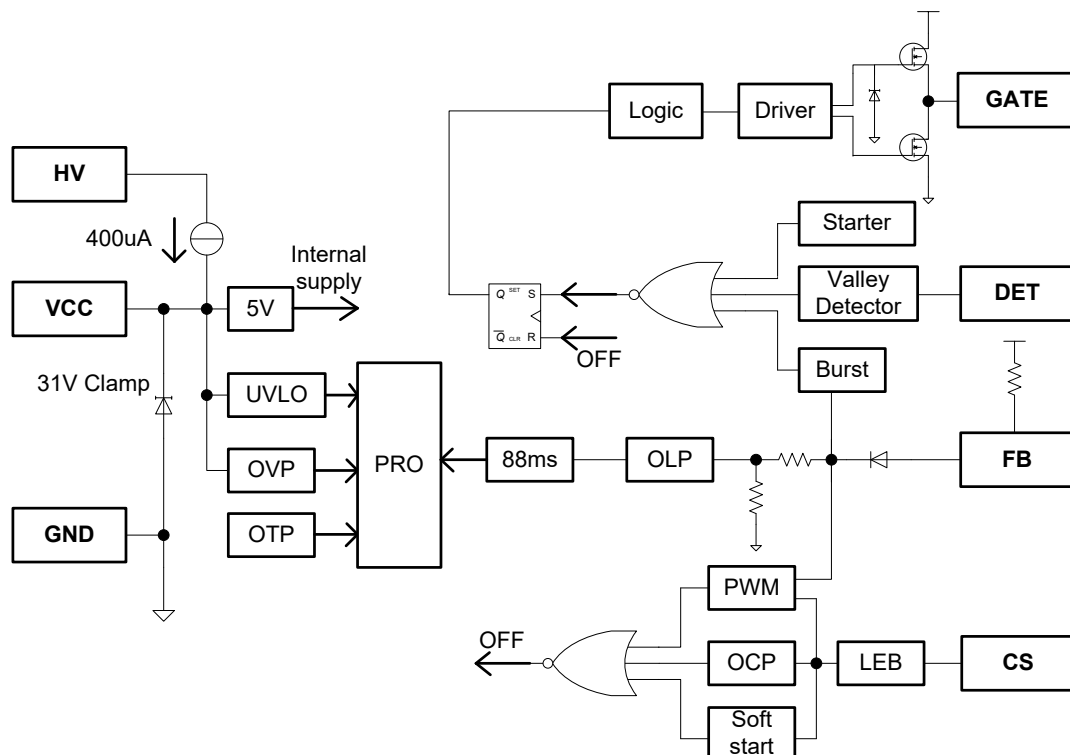 Logic
Driver
GATE
HV
400uA
Starter
Internal
supply
VCC
5V
Q SET S
Q CLR R
OFF
Valley
Detector
DET
31V Clamp
Burst
UVLO
OVP
PRO
88ms
OLP
FB
GND
OTP
PWM
OFF
OCP
LEB
CS
Soft
start